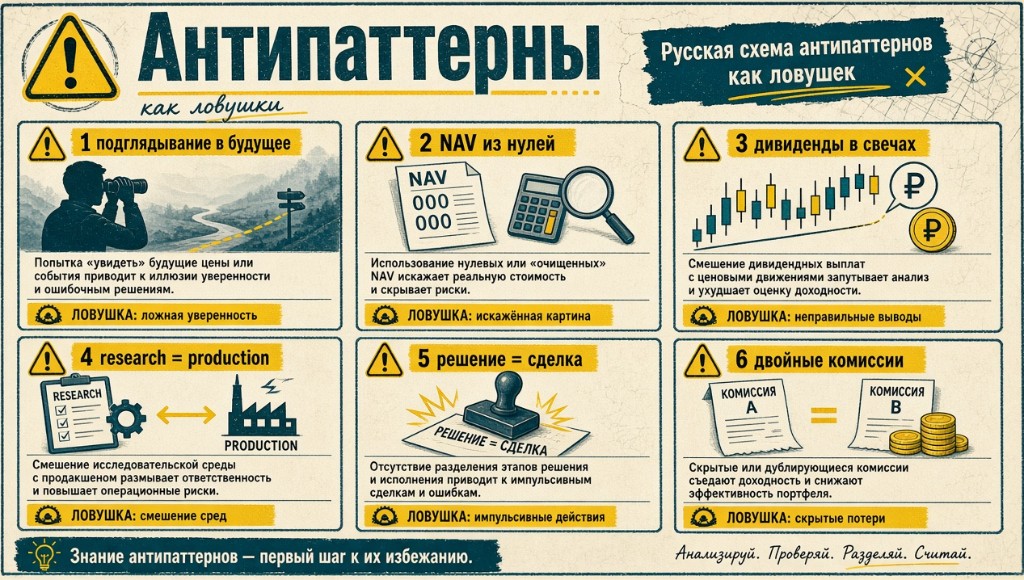 Антипаттерны
как ловушки
Русская схема антипаттернов
как ловушек
1 подглядывание в будущее
Попытка «увидеть» будущие цены или
события приводит к иллюзии уверенности
и ошибочным решениям.
ЛОВУШКА: ложная уверенность
2 NAV из нулей
NAV
000
000
Использование нулевых или «очищенных»
NAV искажает реальную стоимость
и скрывает риски.
ЛОВУШКА: искажённая картина
3 дивиденды в свечах
₽
₽
Смешение дивидендных выплат
с ценовыми движениями запутывает анализ
и ухудшает оценку доходности.
ЛОВУШКА: неправильные выводы
4 research = production
RESEARCH
PRODUCTION
Смешение исследовательской среды
с продакшеном размывает ответственность
и повышает операционные риски.
ЛОВУШКА: смешение сред
5 решение = сделка
РЕШЕНИЕ = СДЕЛКА
Отсутствие разделения этапов решения
и исполнения приводит к импульсивным
сделкам и ошибкам.
ЛОВУШКА: импульсивные действия
6 двойные комиссии
КОМИССИЯ
А
=
КОМИССИЯ
В
Скрытые или дублирующиеся комиссии
съедают доходность и снижают
эффективность портфеля.
ЛОВУШКА: скрытые потери
Знание антипаттернов — первый шаг к их избежанию.
Анализируй. Проверяй. Разделяй. Считай.